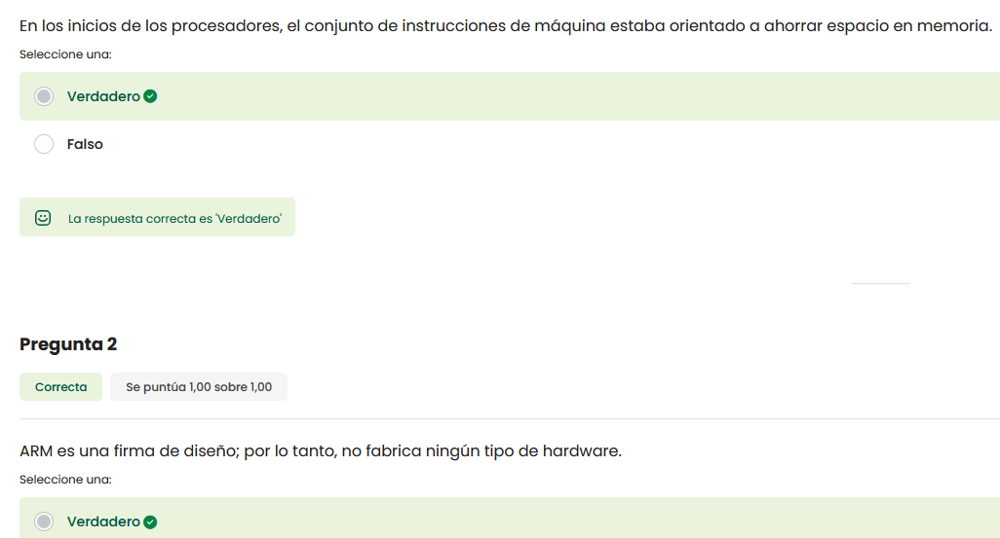 En los inicios de los procesadores, el conjunto de instrucciones de máquina estaba orientado a ahorrar espacio en memoria.
Seleccione una:
Verdadero
Falso
La respuesta correcta es 'Verdadero'
Pregunta 2
Correcta
Se puntúa 1,00 sobre 1,00
ARM es una firma de diseño; por lo tanto, no fabrica ningún tipo de hardware.
Seleccione una:
Verdadero